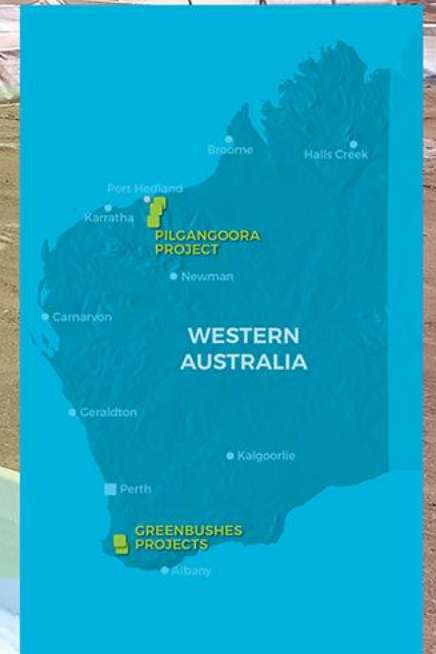 Broome
Halls Creek
Port Hedland
Karratha
PILGANGOORA
PROJECT
Newman
Carnarvon
WESTERN
AUSTRALIA
Geraldton
Kalgoorlie
Perth
GREENBUSHES
PROJECTS
Albany